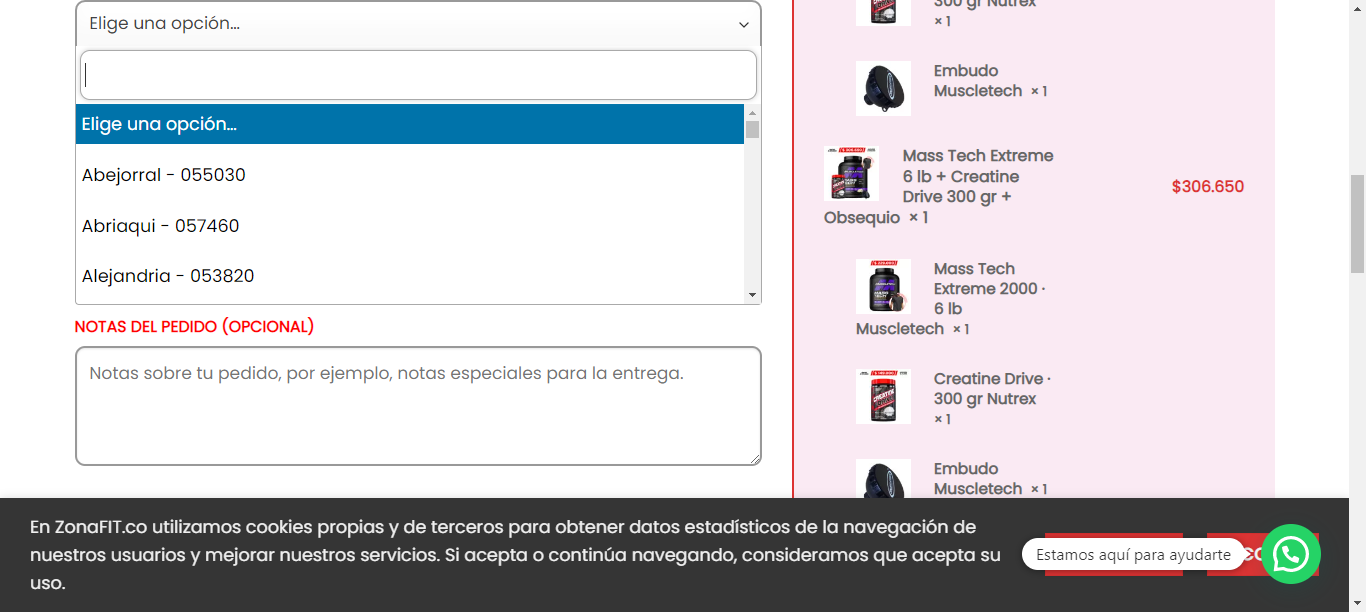 Elige una opción...
Elige una opción...
Abejorral - 055030
Abriaqui - 057460
Alejandria - 053820
NOTAS DEL PEDIDO (OPCIONAL)
Notas sobre tu pedido, por ejemplo, notas especiales para la entrega.
300 gr Nutrex
× 1
Embudo
Muscletech × 1
Mass Tech Extreme
6 lb + Creatine
Drive 300 gr +
Obsequio × 1
$306.650
Mass Tech
Extreme 2000 ·
6 lb
Muscletech × 1
Creatine Drive ·
300 gr Nutrex
× 1
Embudo
Muscletech × 1
En ZonaFIT.co utilizamos cookies propias y de terceros para obtener datos estadísticos de la navegación de
nuestros usuarios y mejorar nuestros servicios. Si acepta o continúa navegando, consideramos que acepta su
uso.
Estamos aquí para ayudarte